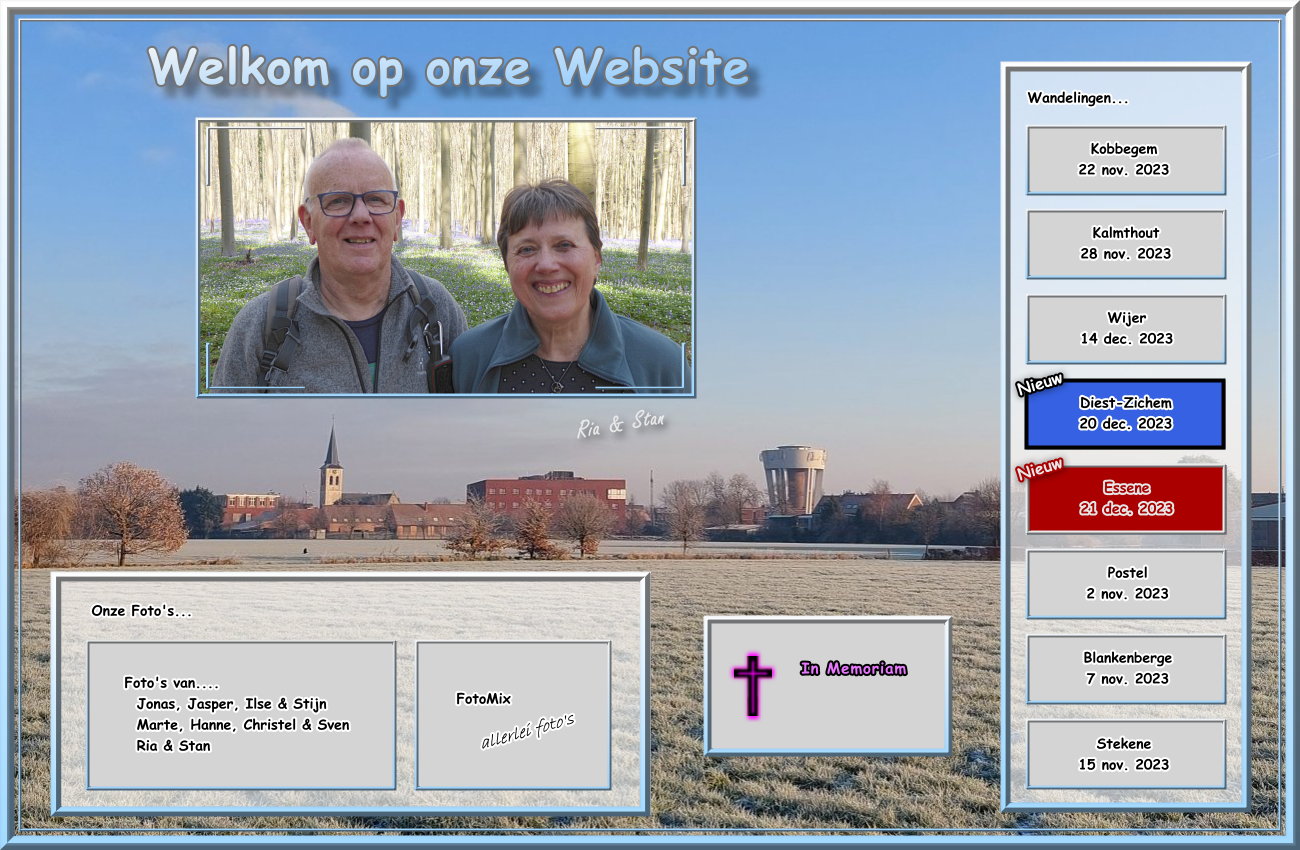 Welkom op onze Website
Ria & Stan
Wandelingen...
Kobbegem
22 nov. 2023
Kalmthout
28 nov. 2023
Wijer
14 dec. 2023
Nieuw
Diest-Zichem
20 dec. 2023
Nieuw
Essene
21 dec. 2023
Postel
2 nov. 2023
Blankenberge
7 nov. 2023
Stekene
15 nov. 2023
Onze Foto's...
Foto's van....
Jonas, Jasper, Ilse & Stijn
Marte, Hanne, Christel & Sven
Ria & Stan
FotoMix
allerlei foto's
In Memoriam